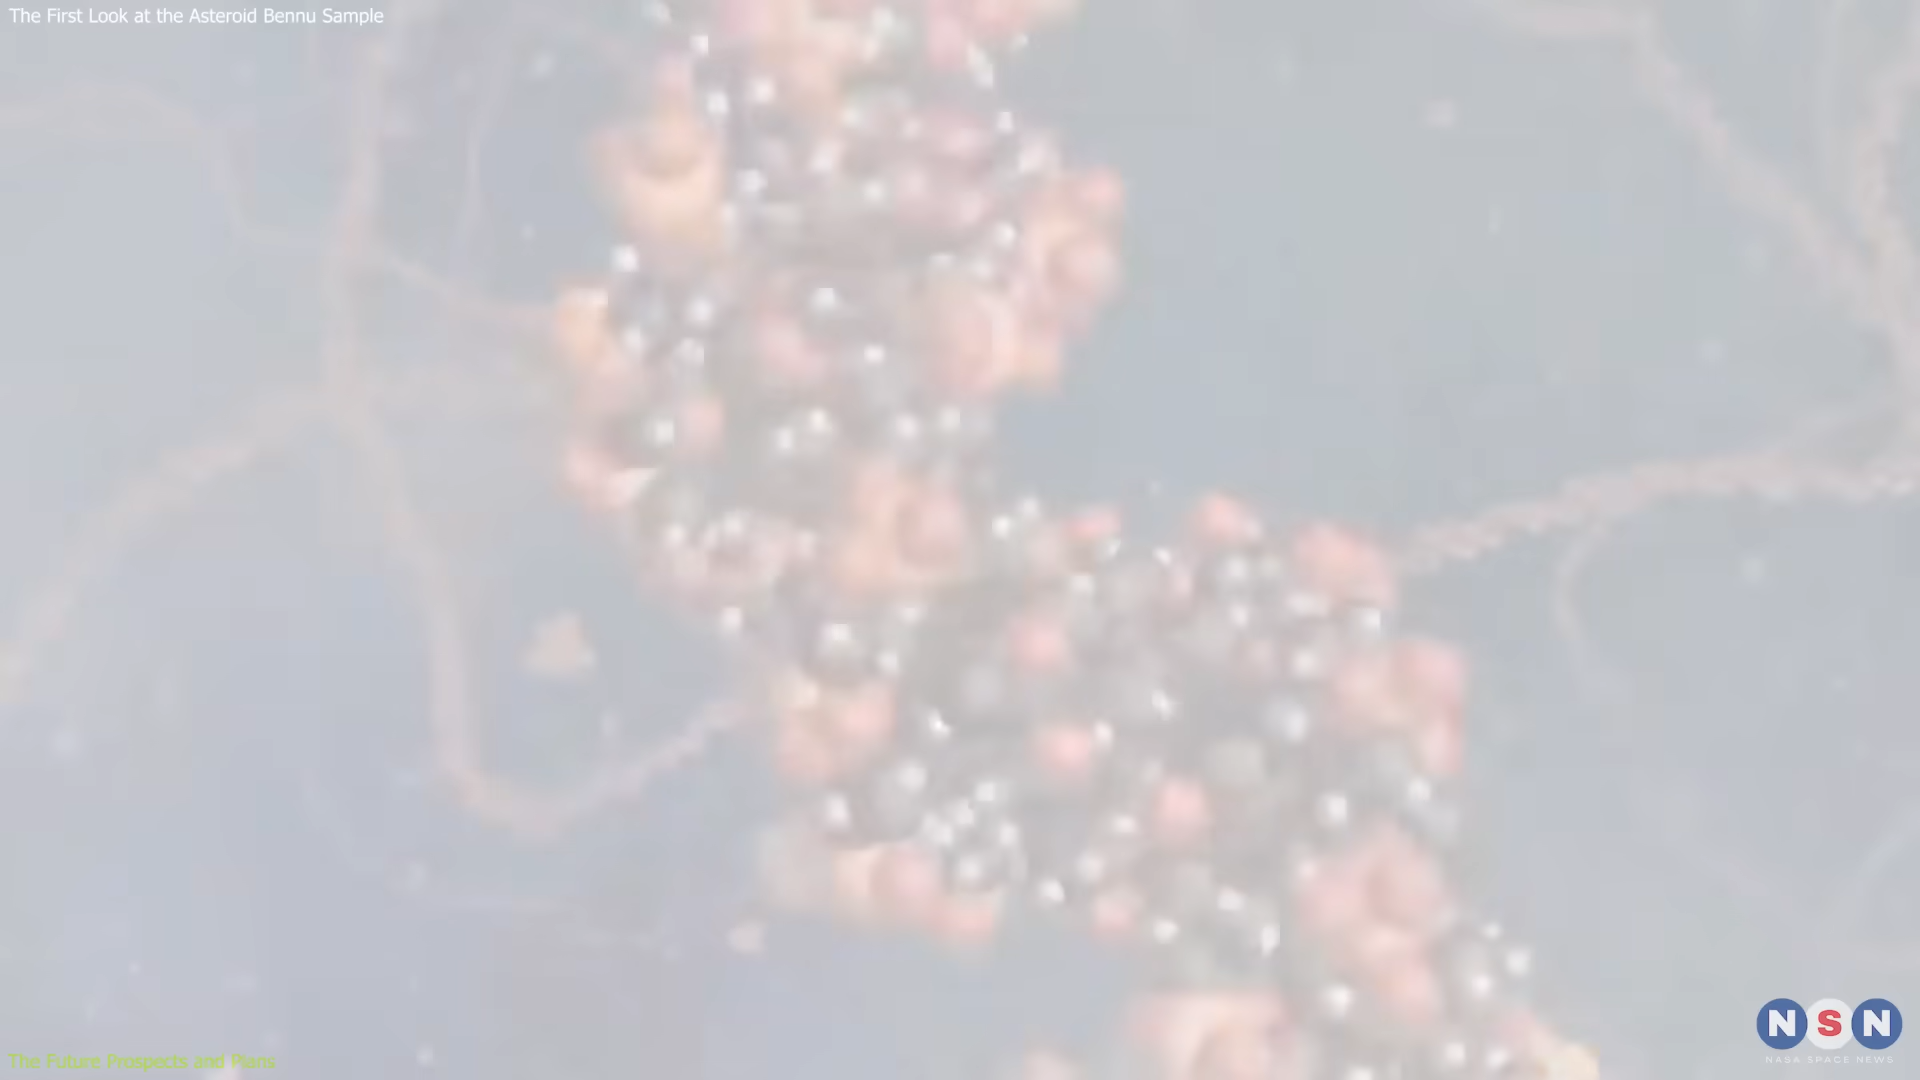 The First Look at the Asteroid Bennu Sample
The Future Prospects and Plans
NSN
NASA SPACE NEWS